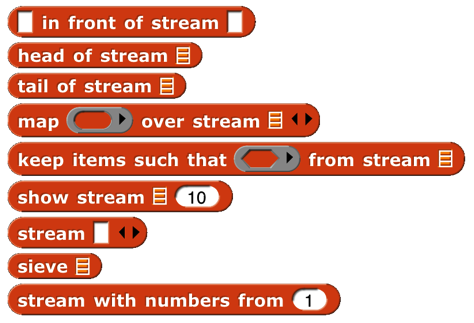 in front of stream
head of stream
tail of stream
map over stream
keep items such that from stream
show stream 10
stream
sieve
stream with numbers from 1